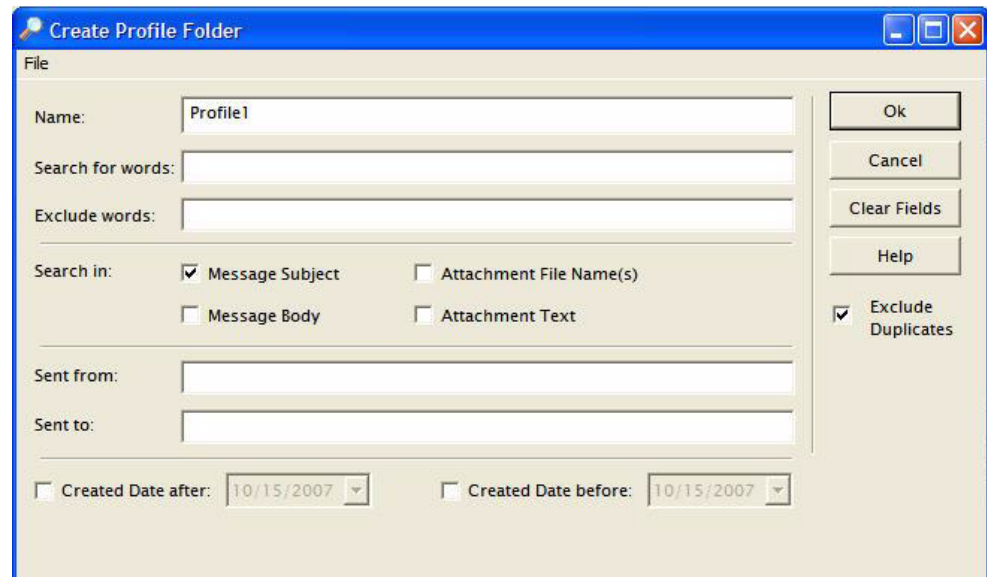 Create Profile Folder
File
Name: Profile1
Search for words:
Exclude words:
Search in: Message Subject Attachment File Name(s)
Message Body Attachment Text
Sent from:
Sent to:
Created Date after: 10/15/2007 Created Date before: 10/15/2007
Ok
Cancel
Clear Fields
Help
Exclude
Duplicates